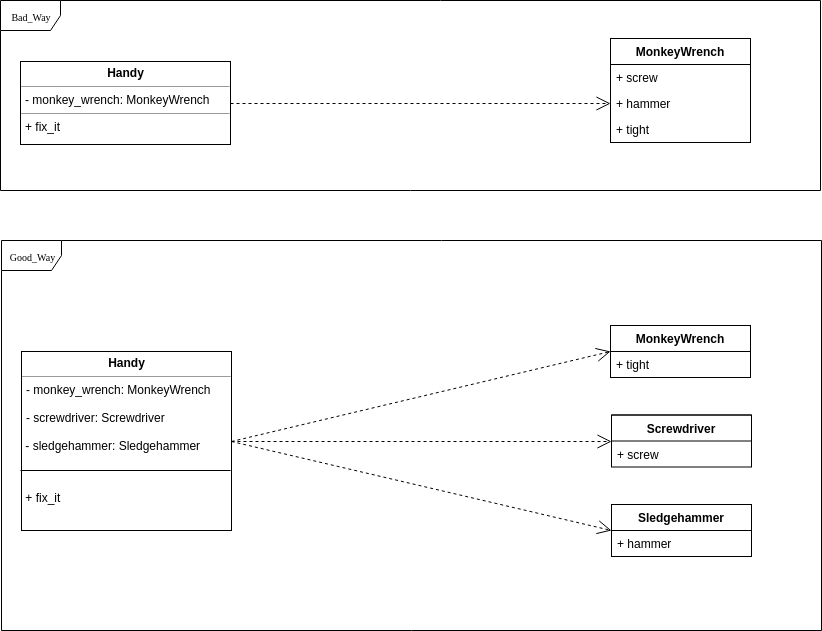 Bad_Way
Handy
- monkey_wrench: MonkeyWrench
+ fix_it
MonkeyWrench
+ screw
+ hammer
+ tight
Good_Way
Handy
- monkey_wrench: MonkeyWrench
- screwdriver: Screwdriver
- sledgehammer: Sledgehammer
+ fix_it
MonkeyWrench
+ tight
Screwdriver
+ screw
Sledgehammer
+ hammer